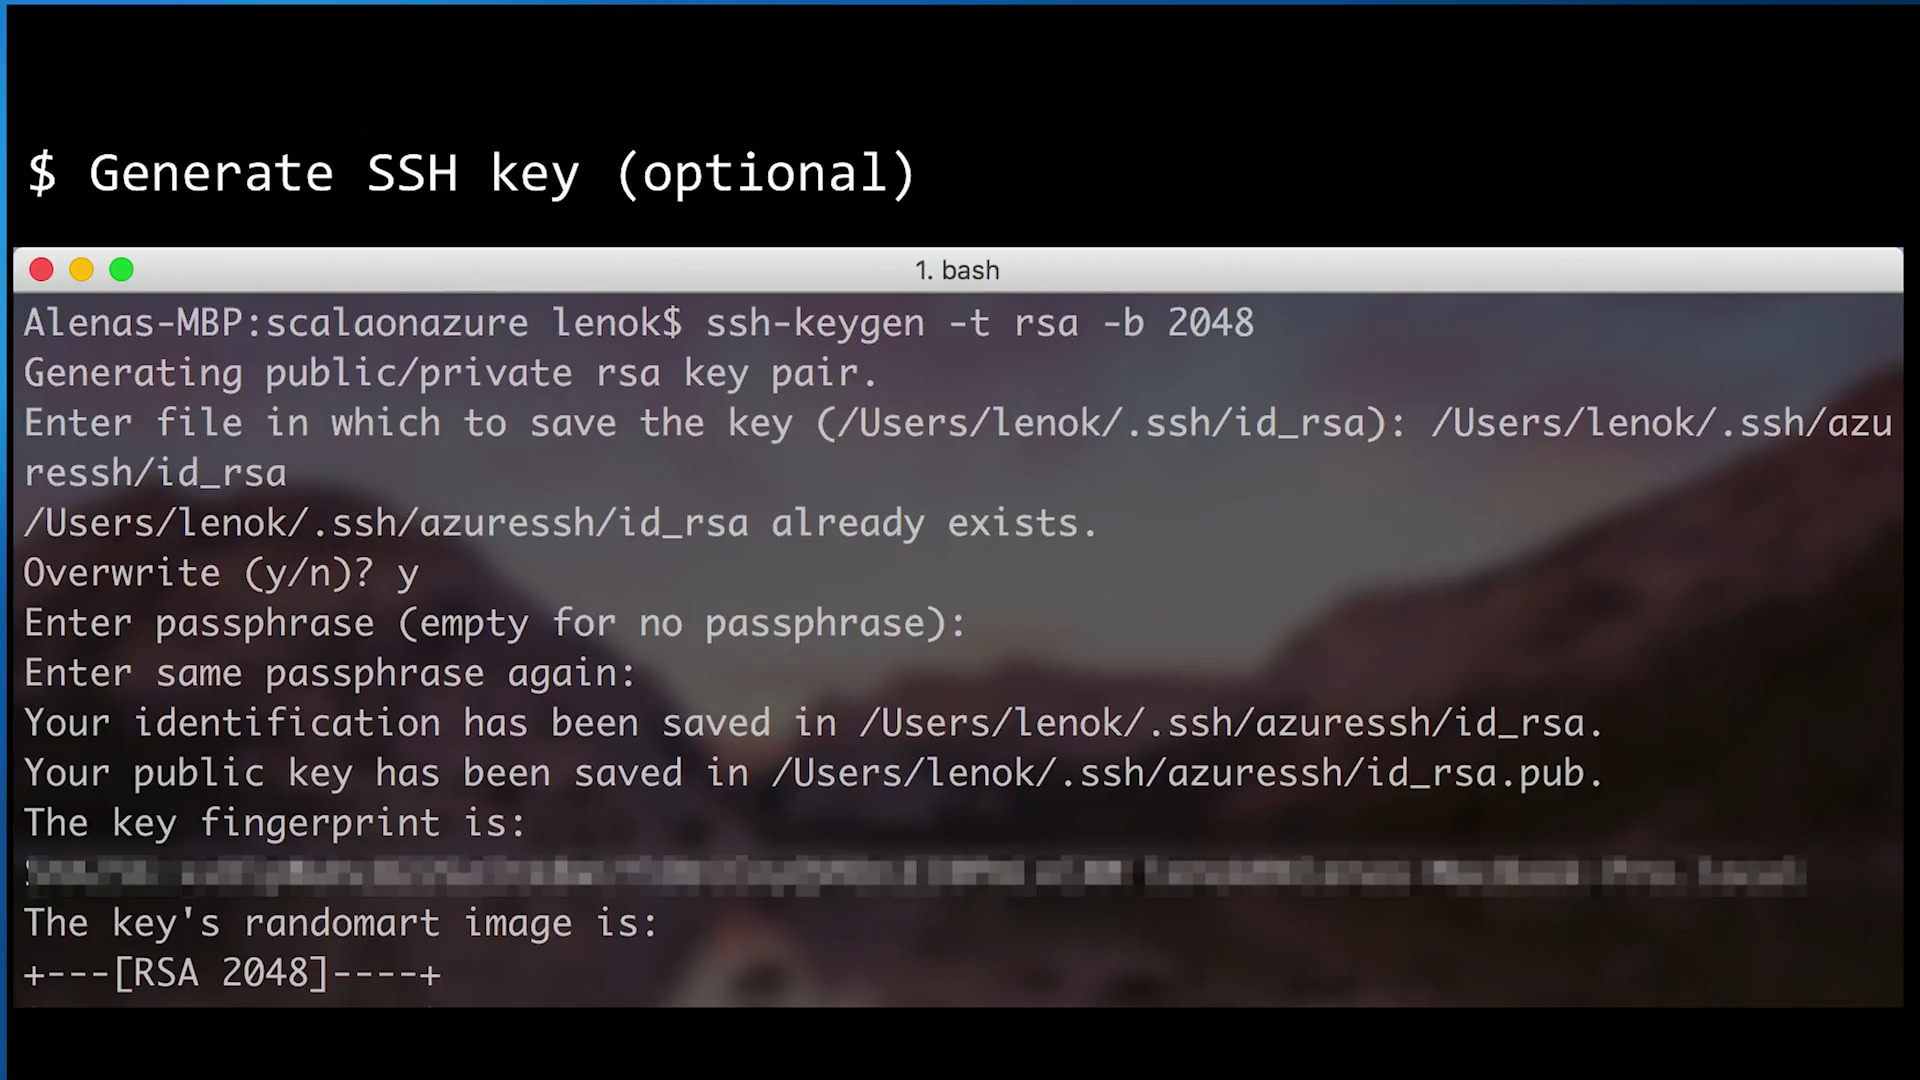 $ Generate SSH key (optional)
1. bash
Alenas-MBP:scalaonazure lenok$ ssh-keygen -t rsa -b 2048
Generating public/private rsa key pair.
Enter file in which to save the key (/Users/lenok/.ssh/id_rsa): /Users/lenok/.ssh/azu
ressh/id_rsa
/Users/lenok/.ssh/azuressh/id_rsa already exists.
Overwrite (y/n)? y
Enter passphrase (empty for no passphrase):
Enter same passphrase again:
Your identification has been saved in /Users/lenok/.ssh/azuressh/id_rsa.
Your public key has been saved in /Users/lenok/.ssh/azuressh/id_rsa.pub.
The key fingerprint is:
The key's randomart image is:
+---[RSA 2048]----+